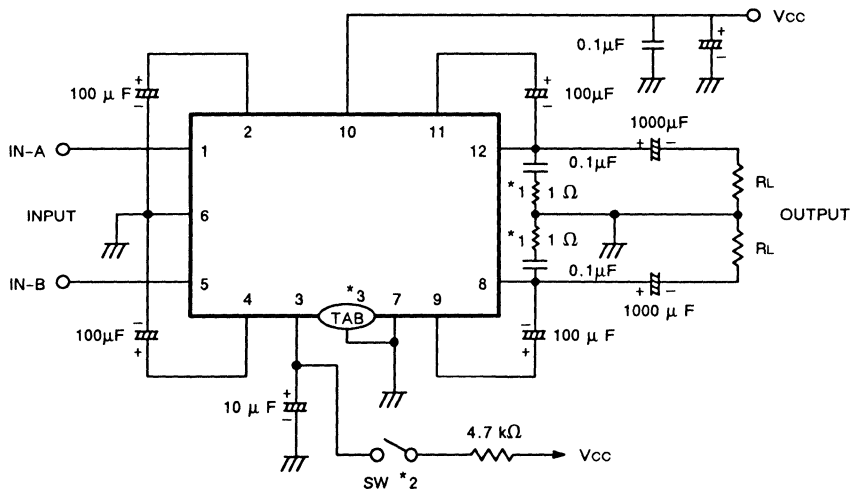 Vcc
0.1μF
+
−
+
100 μ F
−
+
100μF
−
2
10
11
1000μF
+ −
IN-A
1
12
0.1μF
*1 1 Ω
RL
INPUT
6
OUTPUT
*1 1 Ω
RL
IN-B
5
8
0.1μF
+ −
1000 μ F
4
3
*3
TAB
7
9
−
100μF
+
−
100 μ F
+
+
10 μ F
−
4.7 kΩ
Vcc
SW *2